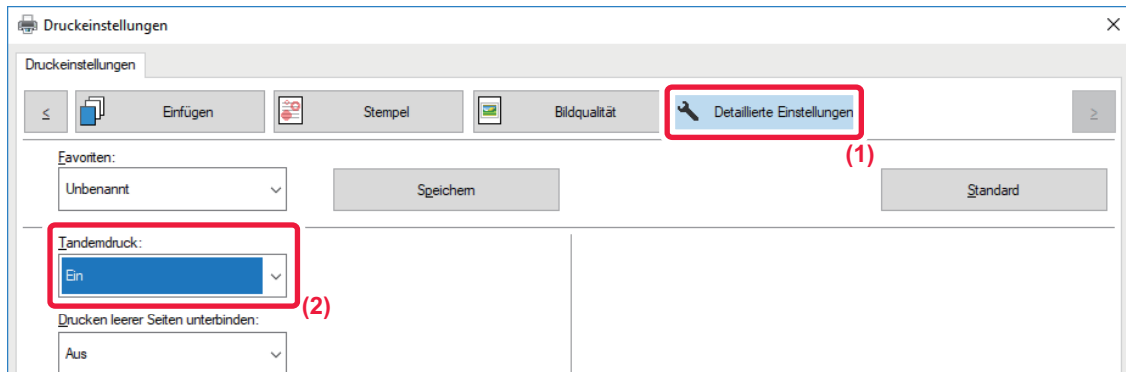 Druckeinstellungen
Druckeinstellungen
< Einfügen Stempel Bildqualität Detaillierte Einstellungen >
(1)
Favoriten:
Unbenannt Speichern Standard
Tandemdruck:
Ein
(2)
Drucken leerer Seiten unterbinden:
Aus